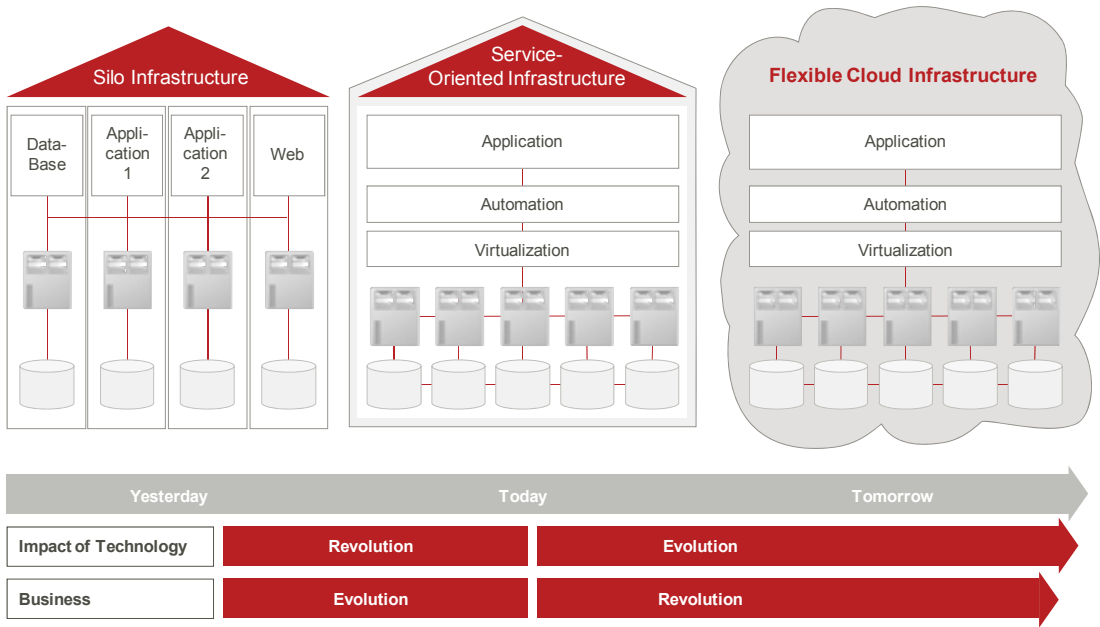 Silo Infrastructure
Data-
Base
Appli-
cation
1
Appli-
cation
2
Web
Service-
Oriented Infrastructure
Application
Automation
Virtualization
Flexible Cloud Infrastructure
Application
Automation
Virtualization
Yesterday
Today
Tomorrow
Impact of Technology
Revolution
Evolution
Business
Evolution
Revolution